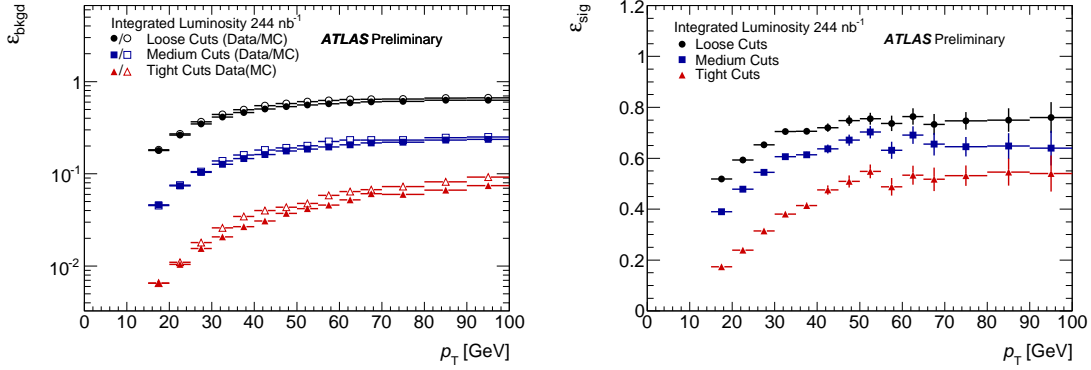 ε_bkgd
Integrated Luminosity 244 nb⁻¹
●/○ Loose Cuts (Data/MC)
■/□ Medium Cuts (Data/MC)
▲/△ Tight Cuts Data(MC)
ATLAS Preliminary
1
10⁻¹
10⁻²
0 10 20 30 40 50 60 70 80 90 100
p_T [GeV]
ε_sig
1.2
Integrated Luminosity 244 nb⁻¹
● Loose Cuts
■ Medium Cuts
▲ Tight Cuts
ATLAS Preliminary
1
0.8
0.6
0.4
0.2
0
0 10 20 30 40 50 60 70 80 90 100
p_T [GeV]